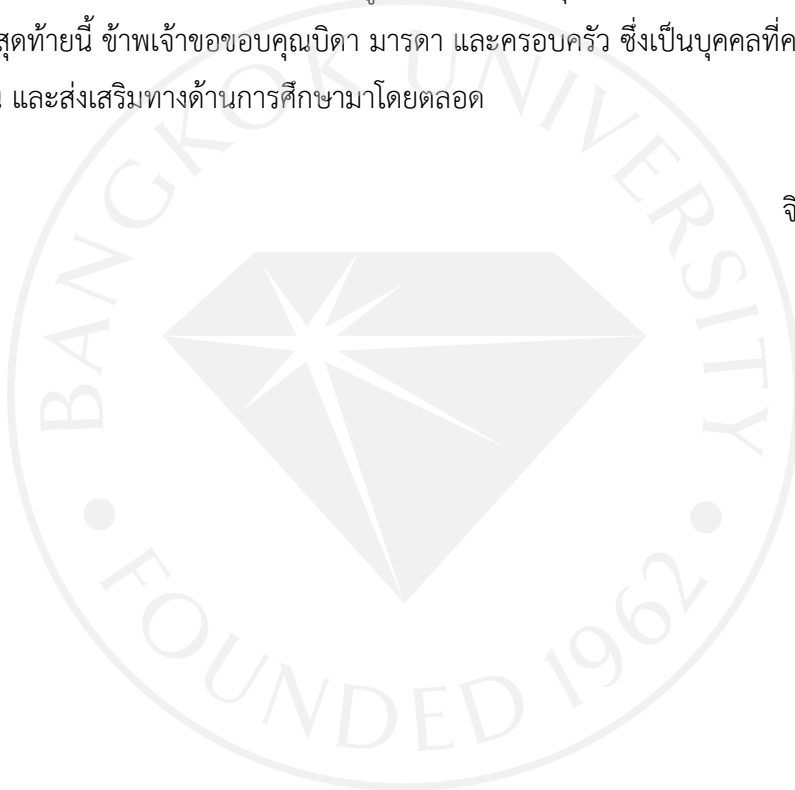 สุดท้ายนี้ ข้าพเจ้าขอขอบคุณบิดา มารดา และครอบครัว ซึ่งเป็นบุคคลที่ค
และส่งเสริมทางด้านการศึกษามาโดยตลอด
จิ
BANGKOK UNIVERSITY
FOUNDED 1962